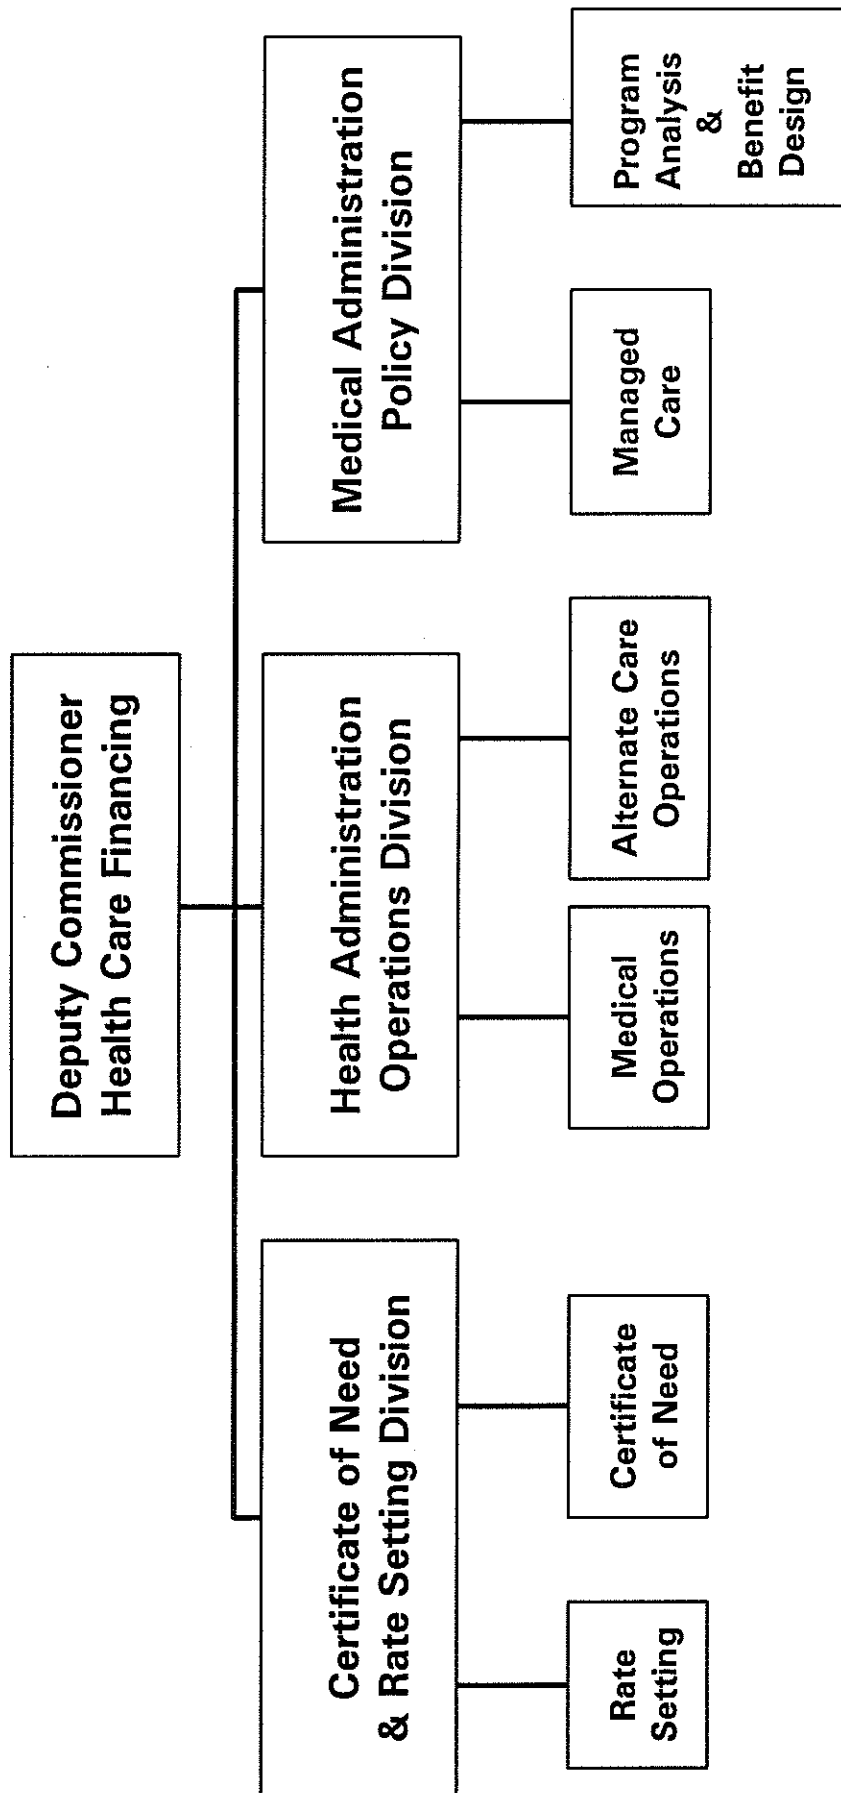 Deputy Commissioner
Health Care Financing
Certificate of Need
& Rate Setting Division
Health Administration
Operations Division
Medical Administration
Policy Division
Rate
Setting
Certificate
of Need
Medical
Operations
Alternate Care
Operations
Managed
Care
Program
Analysis
&
Benefit
Design